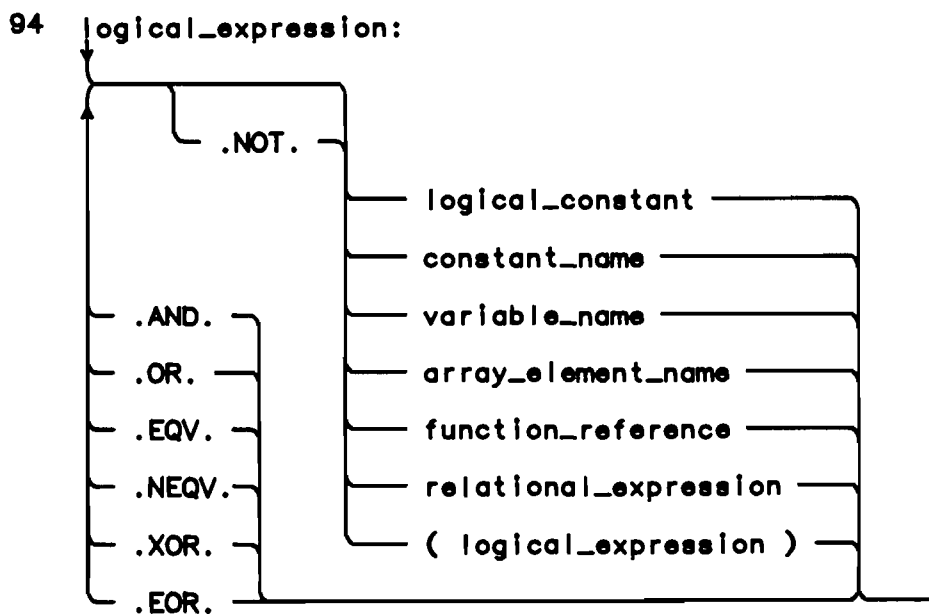 94 logical_expression:
.NOT.
logical_constant
constant_name
.AND. variable_name
.OR. array_element_name
.EQV. function_reference
.NEQV. relational_expression
.XOR. ( logical_expression )
.EOR.